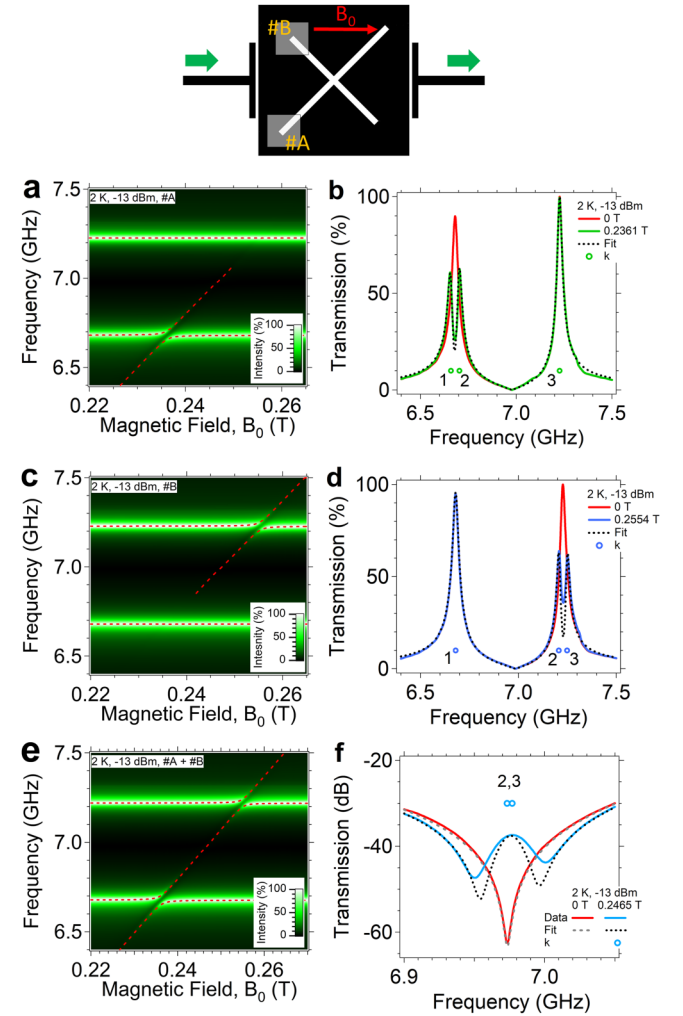 #B
B₀
#A
a
2 K, -13 dBm, #A
7.5
7.0
6.5
Frequency (GHz)
Intensity (%)
100
50
0
0.22
0.24
0.26
Magnetic Field, B₀ (T)
b
2 K, -13 dBm
0 T
0.2361 T
Fit
k
100
50
0
Transmission (%)
1
2
3
6.5
7.0
7.5
Frequency (GHz)
c
2 K, -13 dBm, #B
7.5
7.0
6.5
Frequency (GHz)
Intesnity (%)
100
50
0
0.22
0.24
0.26
Magnetic Field, B₀ (T)
d
2 K, -13 dBm
0 T
0.2554 T
Fit
k
100
50
0
Transmission (%)
1
2
3
6.5
7.0
7.5
Frequency (GHz)
e
2 K, -13 dBm, #A + #B
7.5
7.0
6.5
Frequency (GHz)
Intensity (%)
100
50
0
0.22
0.24
0.26
Magnetic Field, B₀ (T)
f
-20
-40
-60
Transmission (dB)
2,3
2 K, -13 dBm
0 T 0.2465 T
Data
Fit
k
6.9
7.0
Frequency (GHz)